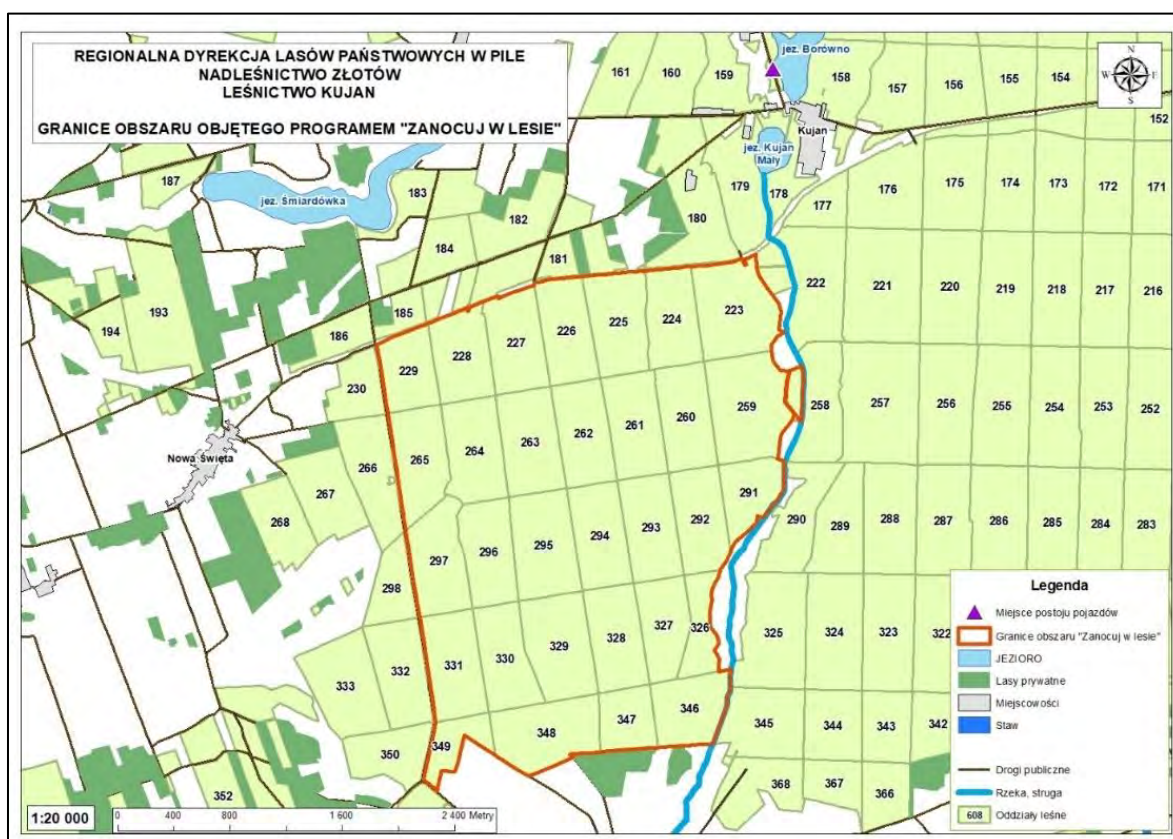 REGIONALNA DYREKCJA LASÓW PAŃSTWOWYCH W PILE
NADLEŚNICTWO ZŁOTÓW
LEŚNICTWO KUJAN
GRANICE OBSZARU OBJĘTEGO PROGRAMEM "ZANOCUJ W LESIE"
jez. Borówno
N
W E
S
161 160 159 158 157 156 155 154
152
Kujan
jez. Kujan
Mały
187
jez. Śmiardówka
183 182 180 179 178 177 176 175 174 173 172 171
184 181
193 194 186 185
222 221 220 219 218 217 216
230 229 228 227 226 225 224 223
Nowa Święta
266 265 264 263 262 261 260 259 258 257 256 255 254 253 252
268 267
298 297 296 295 294 293 292 291 290 289 288 287 286 285 284 283
333 332 331 330 329 328 327 326 325 324 323 322
352 350 349 348 347 346 345 344 343 342
368 367 366
Legenda
Miejsce postoju pojazdów
Granice obszaru "Zanocuj w lesie"
JEZIORO
Lasy prywatne
Miejscowości
Staw
Drogi publiczne
Rzeka, struga
608 Oddziały leśne
1:20 000
0 400 800 1 600 2 400 Metry